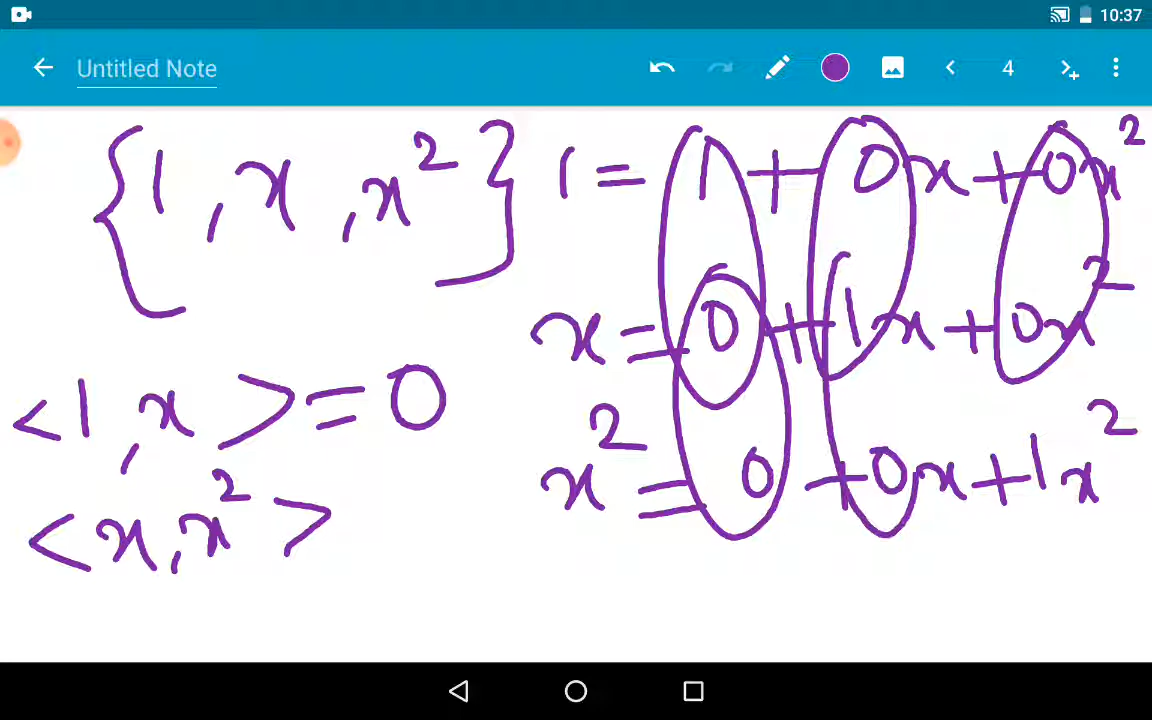 10:37
Untitled Note
4
{1, x, x²}
1 = 1 + 0x + 0x²
x = 0 + 1x + 0x²
<1, x> = 0
x² = 0 + 0x + 1x²
<x, x²>